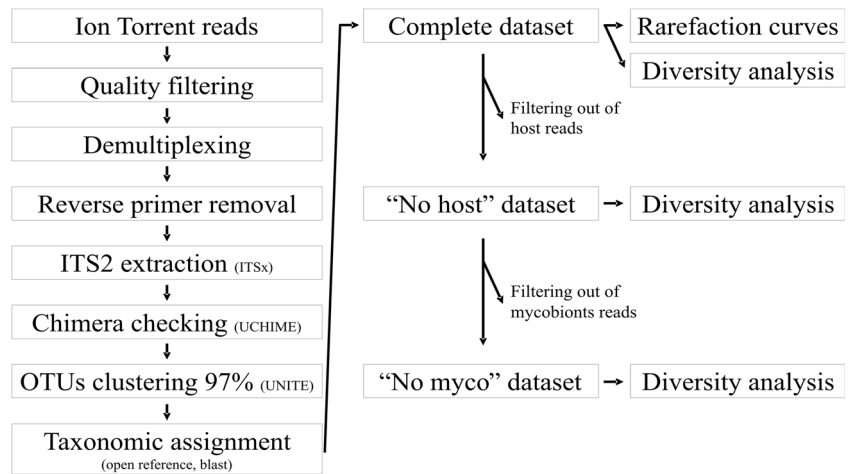 Ion Torrent reads
Quality filtering
Demultiplexing
Reverse primer removal
ITS2 extraction (ITSx)
Chimera checking (UCHIME)
OTUs clustering 97% (UNITE)
Taxonomic assignment
(open reference, blast)
Complete dataset
Rarefaction curves
Diversity analysis
Filtering out of
host reads
“No host” dataset
Diversity analysis
Filtering out of
mycobionts reads
“No myco” dataset
Diversity analysis